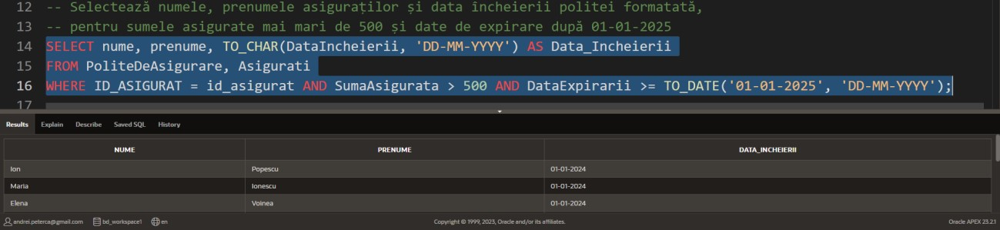 12 -- Selectează numele, prenumele asiguraților și data încheierii politei formatată,
13 -- pentru sumele asigurate mai mari de 500 și date de expirare după 01-01-2025
14 SELECT nume, prenume, TO_CHAR(DataIncheierii, 'DD-MM-YYYY') AS Data_Incheierii
15 FROM PoliteDeAsigurare, Asigurati
16 WHERE ID_ASIGURAT = id_asigurat AND SumaAsigurata > 500 AND DataExpirarii >= TO_DATE('01-01-2025', 'DD-MM-YYYY');
17
Results Explain Describe Saved SQL History
NUME PRENUME DATA_INCHEIERII
Ion Popescu 01-01-2024
Maria Ionescu 01-01-2024
Elena Voinea 01-01-2024
andrei.peterca@gmail.com bd_workspace1 en Copyright © 1999, 2023, Oracle and/or its affiliates. Oracle APEX 23.2.1